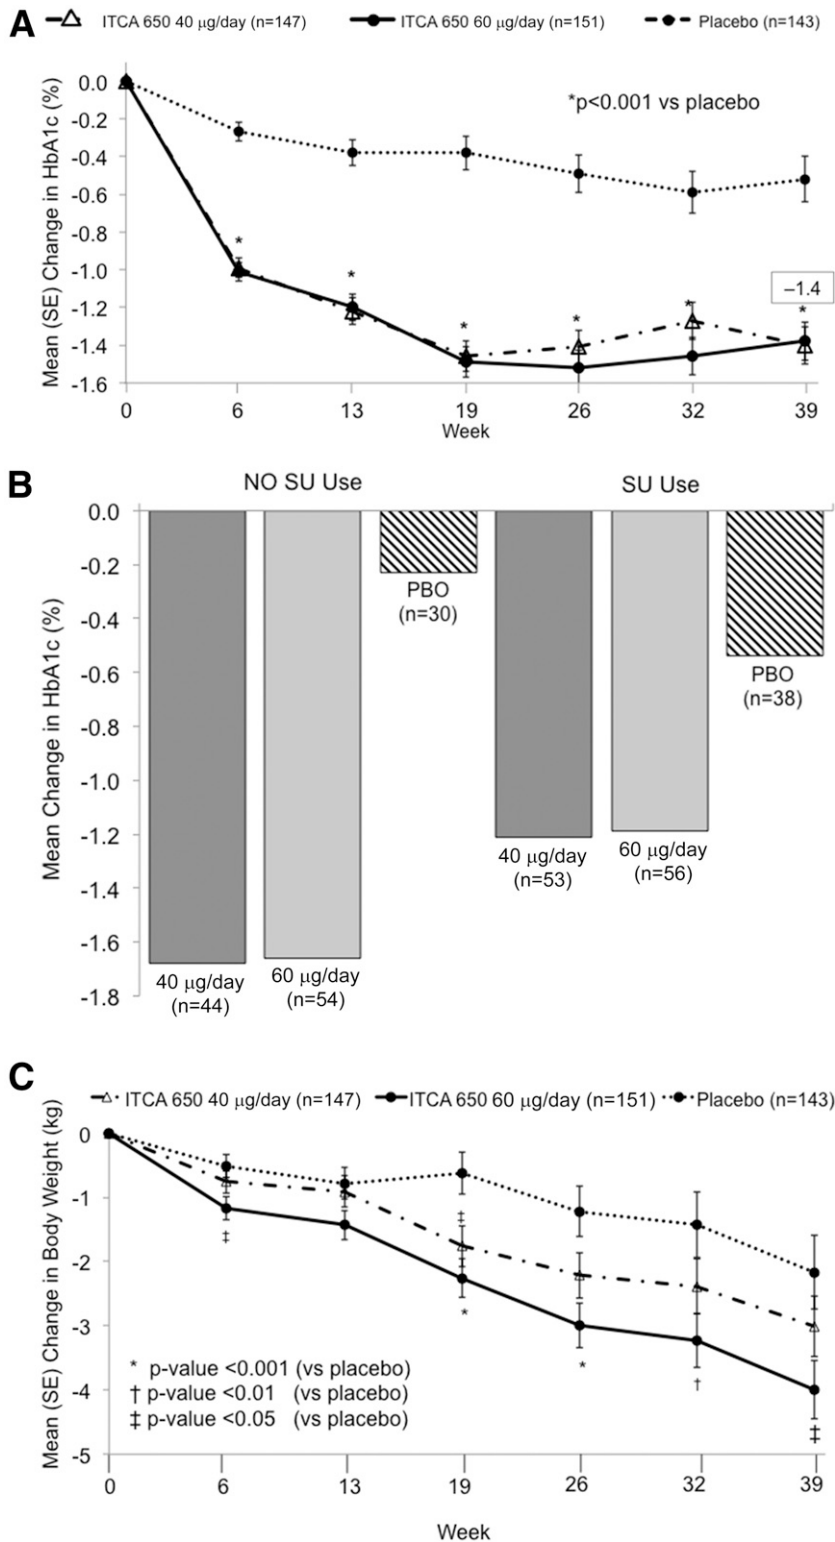 A
ITCA 650 40 μg/day (n=147) ITCA 650 60 μg/day (n=151) Placebo (n=143)
Mean (SE) Change in HbA1c (%)
0.0
-0.2
-0.4
-0.6
-0.8
-1.0
-1.2
-1.4
-1.6
*p<0.001 vs placebo
*
*
*
*
*
*
–1.4
0 6 13 19 26 32 39
Week
B
NO SU Use SU Use
Mean Change in HbA1c (%)
0.0
-0.2
-0.4
-0.6
-0.8
-1.0
-1.2
-1.4
-1.6
-1.8
PBO
(n=30)
PBO
(n=38)
40 μg/day
(n=53)
60 μg/day
(n=56)
40 μg/day
(n=44)
60 μg/day
(n=54)
C
ITCA 650 40 μg/day (n=147) ITCA 650 60 μg/day (n=151) Placebo (n=143)
Mean (SE) Change in Body Weight (kg)
0
-1
-2
-3
-4
-5
‡
‡
*
*
†
‡
* p-value <0.001 (vs placebo)
† p-value <0.01 (vs placebo)
‡ p-value <0.05 (vs placebo)
0 6 13 19 26 32 39
Week